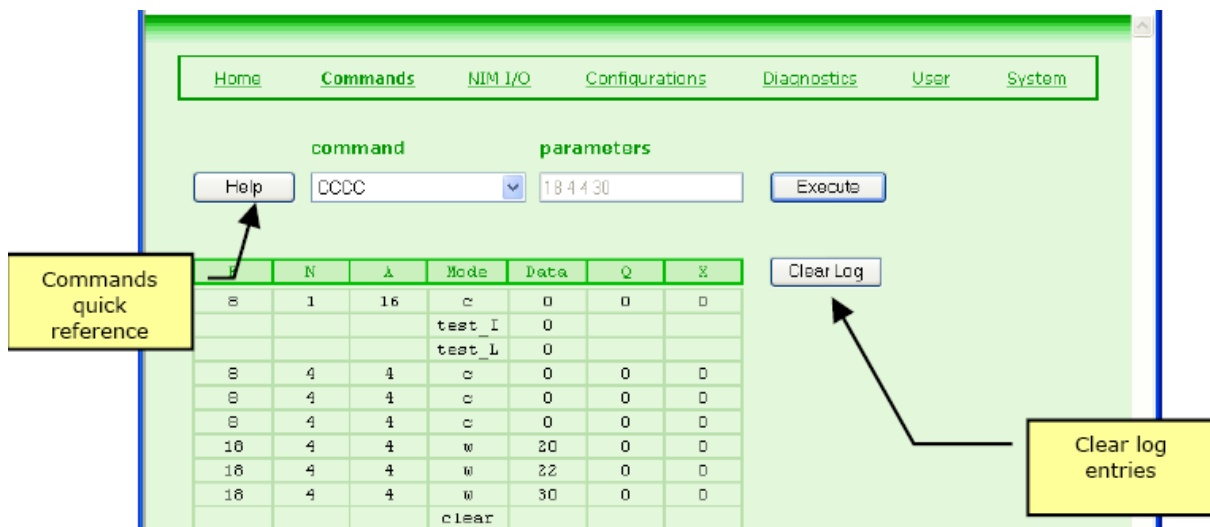 Home Commands NIM I/O Configurations Diagnostics User System
command parameters
Help CCCC 18 4 4 30 Execute
Commands
quick
reference
N A Mode Data Q X Clear Log
8 1 16 c 0 0 0
test_I 0
test_L 0
8 4 4 c 0 0 0
8 4 4 c 0 0 0
8 4 4 c 0 0 0
18 4 4 w 20 0 0
18 4 4 w 22 0 0
18 4 4 w 30 0 0
clear
Clear log
entries